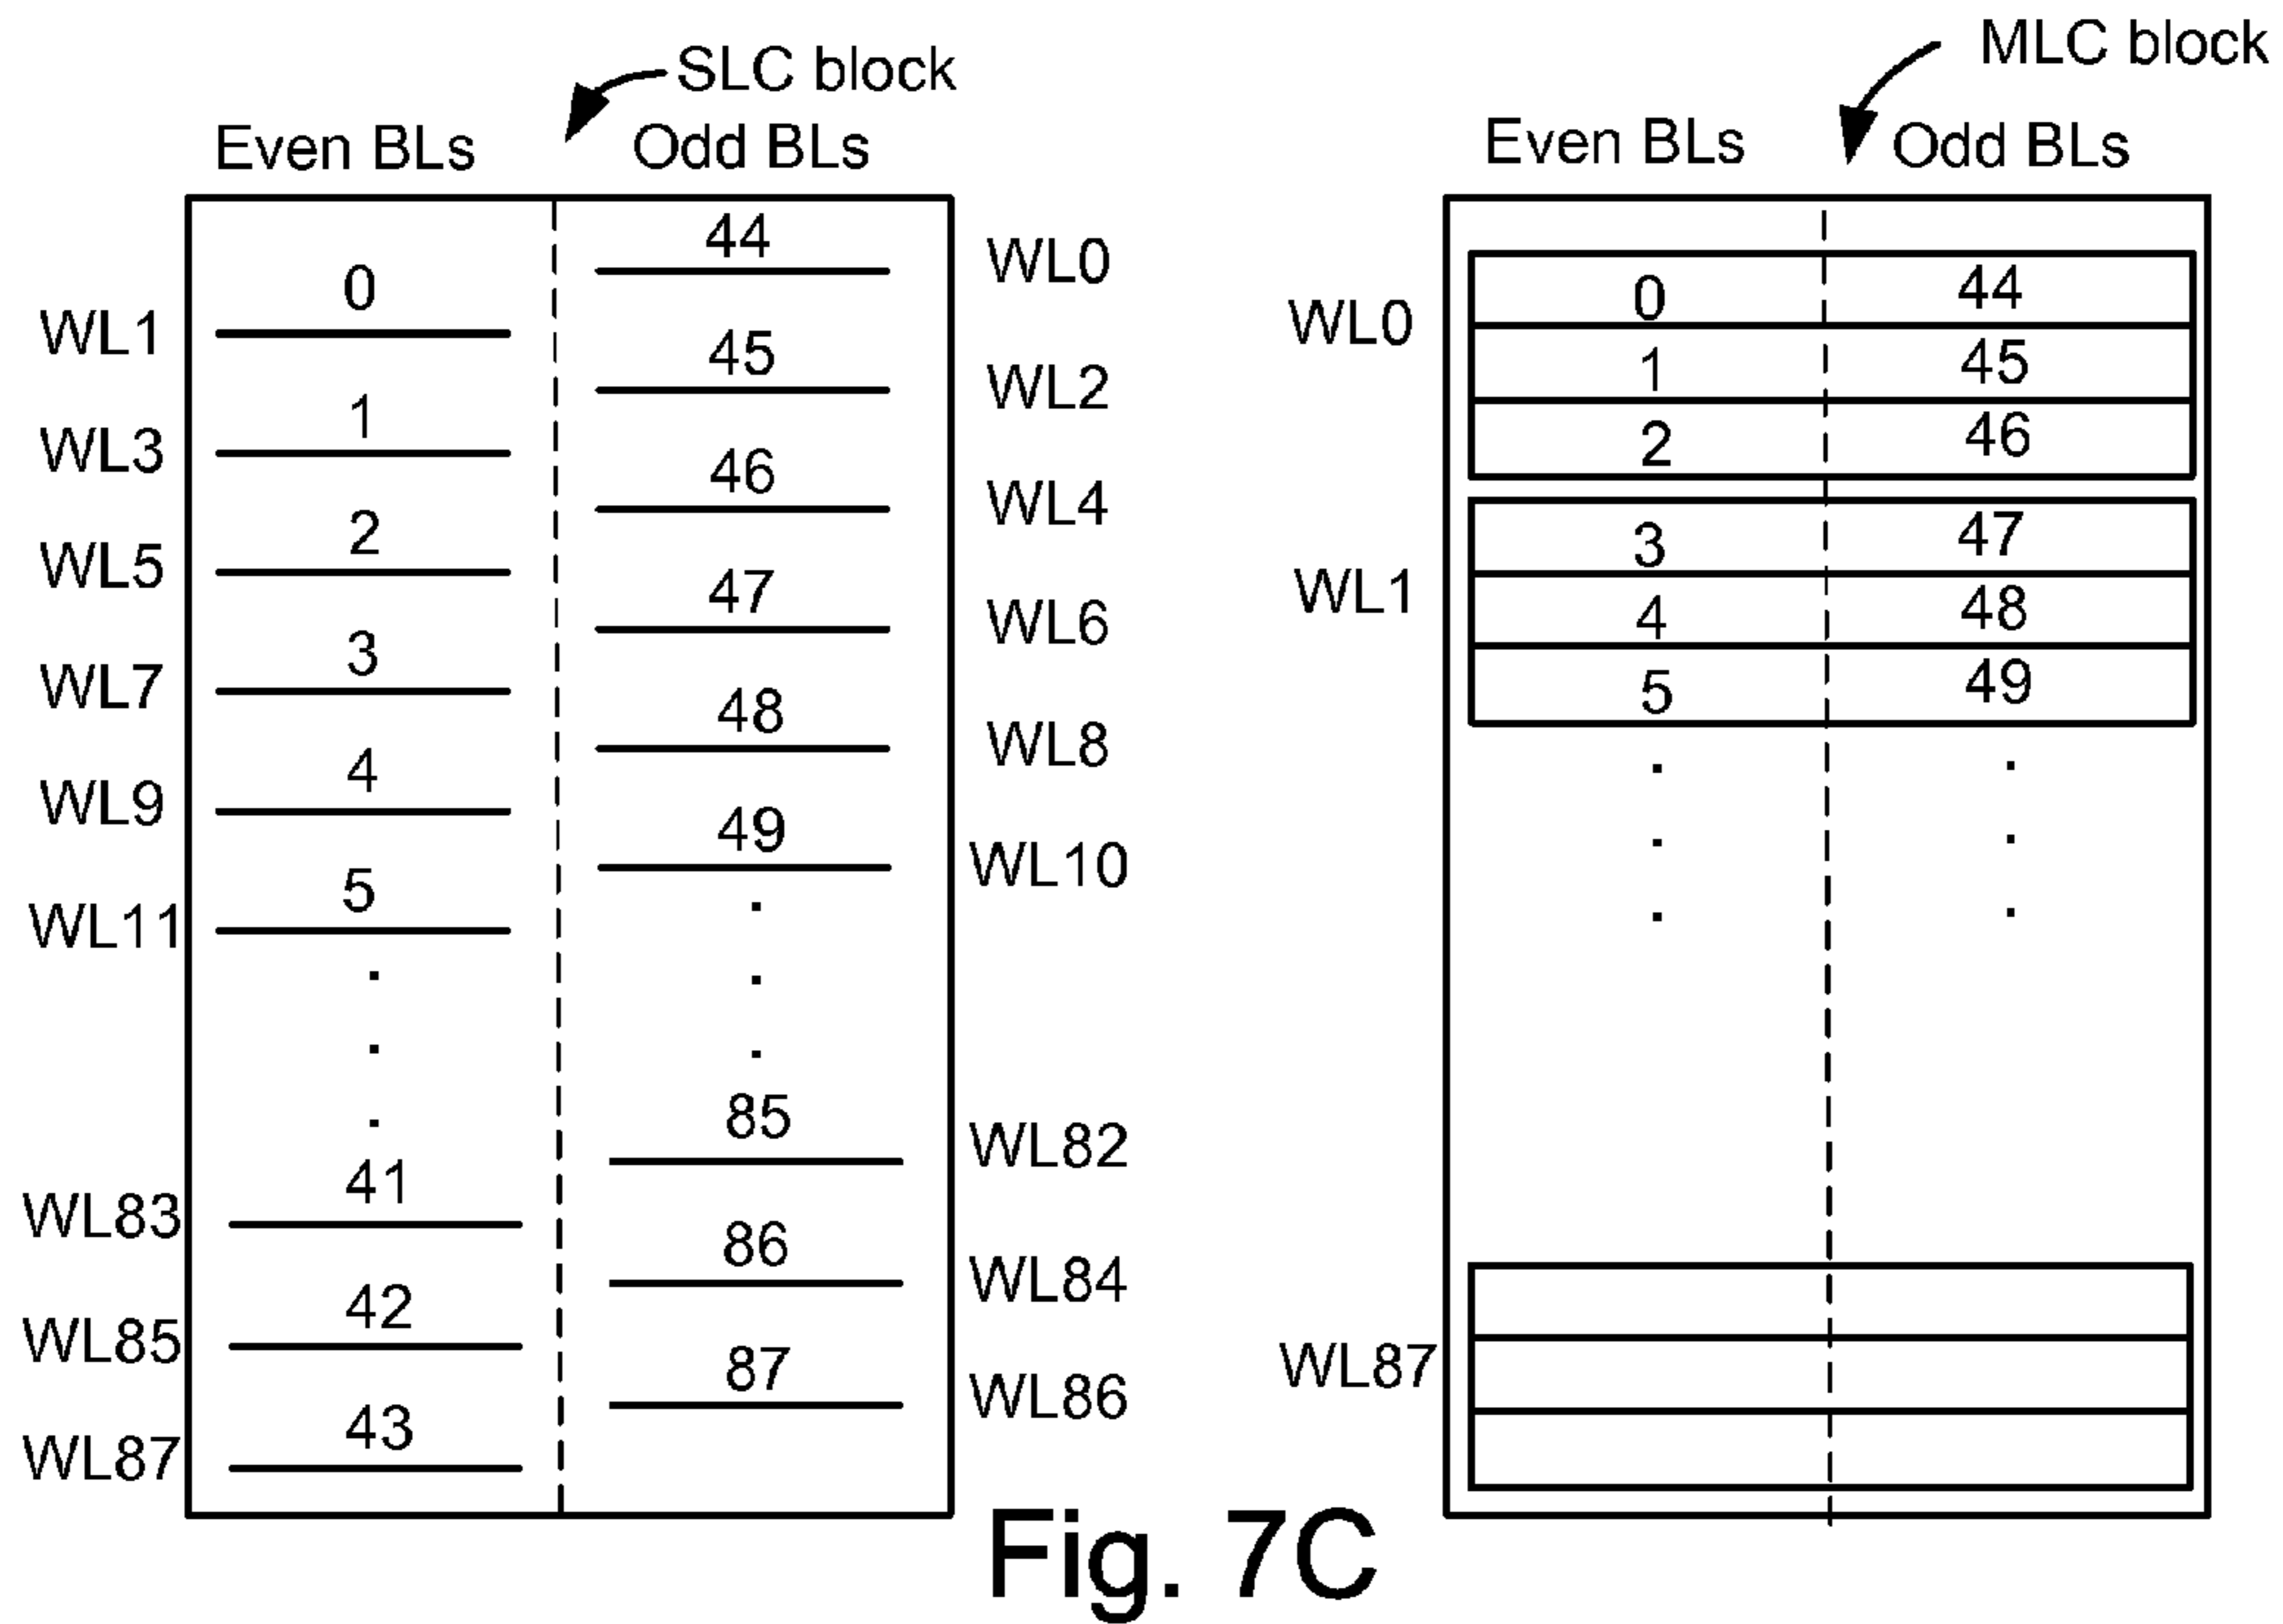 SLC block
Even BLs Odd BLs
44 WL0
WL1 0
45 WL2
WL3 1
46 WL4
WL5 2
47 WL6
WL7 3
48 WL8
WL9 4
49 WL10
WL11 5
85 WL82
WL83 41
86 WL84
WL85 42
87 WL86
WL87 43
MLC block
Even BLs Odd BLs
WL0
0 44
1 45
2 46
WL1
3 47
4 48
5 49
WL87
Fig. 7C